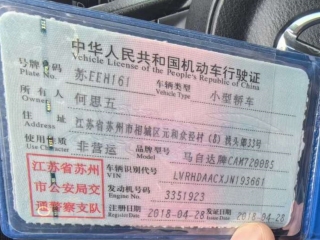 中华人民共和国机动车行驶证
Vehicle License of the People's Republic of China
号牌号码 苏EEH161 车辆类型 小型轿车
Plate No. Vehicle Type
所有人 何思五
Owner
住址 江苏省苏州市相城区元和众泾村(8)挑头郎33号
Address
使用性质 非营运 品牌型号 马自达牌CAM7200B5
Use Character Model
江苏省苏州市公安局交通警察支队
车辆识别代号 LVRHDAACXJN193661
VIN
发动机号码 3351923
Engine No.
注册日期 2018-04-28 发证日期 2018-04-28
Register Date Issue Date